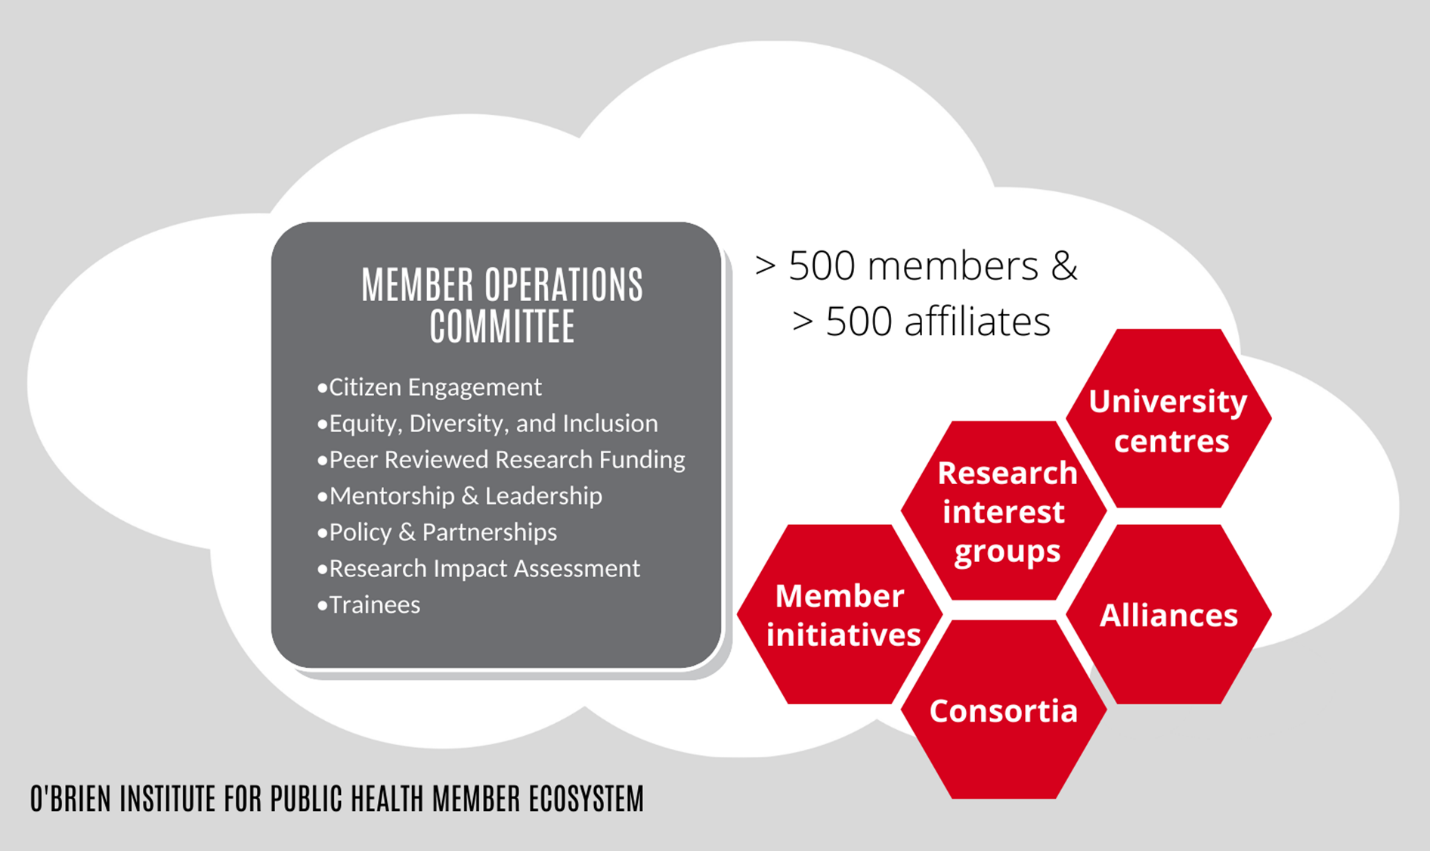 MEMBER OPERATIONS
COMMITTEE
•Citizen Engagement
•Equity, Diversity, and Inclusion
•Peer Reviewed Research Funding
•Mentorship & Leadership
•Policy & Partnerships
•Research Impact Assessment
•Trainees
> 500 members &
> 500 affiliates
University
centres
Research
interest
groups
Member
initiatives
Alliances
Consortia
O'BRIEN INSTITUTE FOR PUBLIC HEALTH MEMBER ECOSYSTEM